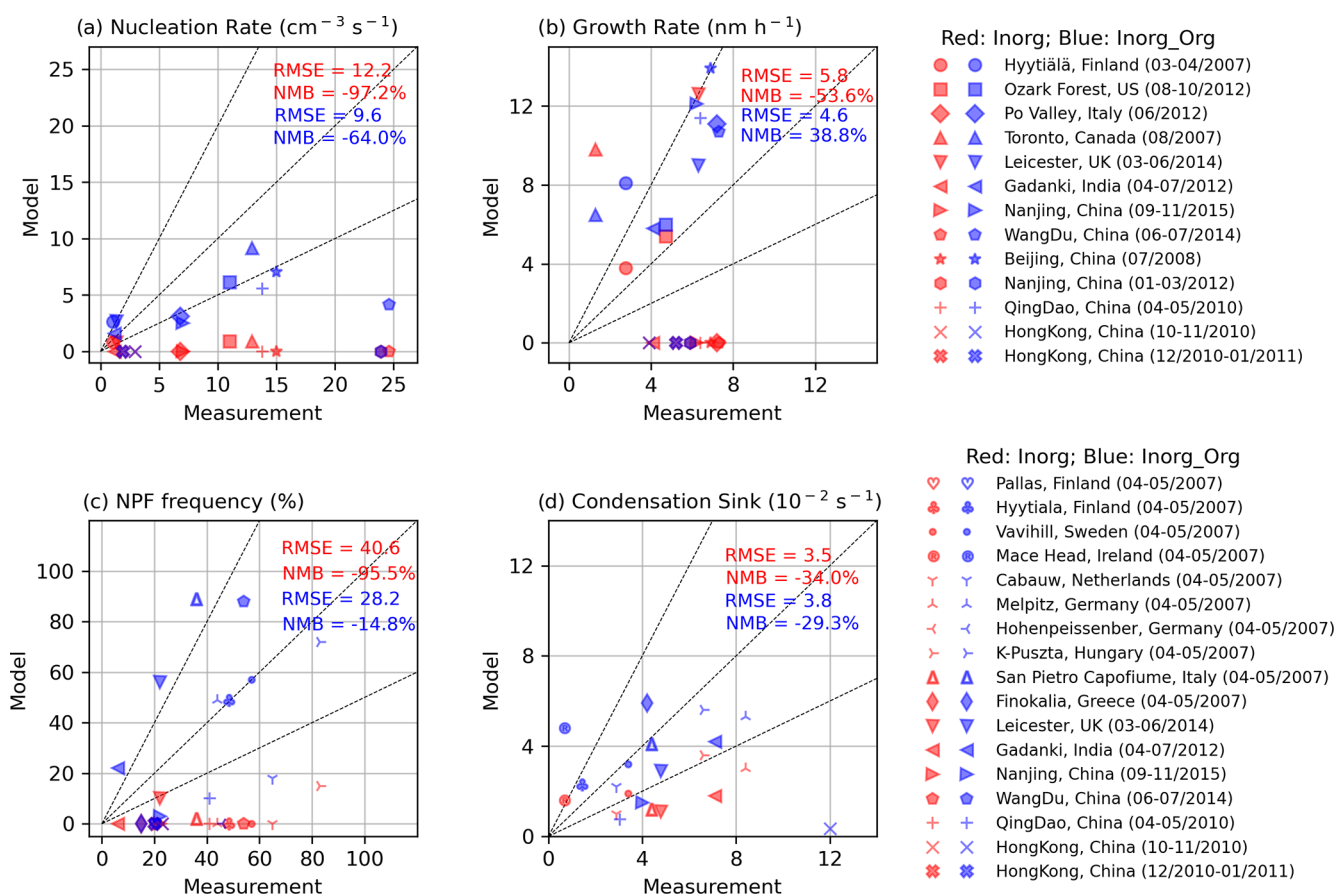 (a) Nucleation Rate (cm⁻³ s⁻¹)
RMSE = 12.2
NMB = -97.2%
RMSE = 9.6
NMB = -64.0%
25
20
15
10
5
0
Model
0 5 10 15 20 25
Measurement
(b) Growth Rate (nm h⁻¹)
RMSE = 5.8
NMB = -53.6%
RMSE = 4.6
NMB = 38.8%
12
8
4
0
Model
0 4 8 12
Measurement
Red: Inorg; Blue: Inorg_Org
Hyytiälä, Finland (03-04/2007)
Ozark Forest, US (08-10/2012)
Po Valley, Italy (06/2012)
Toronto, Canada (08/2007)
Leicester, UK (03-06/2014)
Gadanki, India (04-07/2012)
Nanjing, China (09-11/2015)
WangDu, China (06-07/2014)
Beijing, China (07/2008)
Nanjing, China (01-03/2012)
QingDao, China (04-05/2010)
HongKong, China (10-11/2010)
HongKong, China (12/2010-01/2011)
(c) NPF frequency (%)
RMSE = 40.6
NMB = -95.5%
RMSE = 28.2
NMB = -14.8%
100
80
60
40
20
0
Model
0 20 40 60 80 100
Measurement
(d) Condensation Sink (10⁻² s⁻¹)
RMSE = 3.5
NMB = -34.0%
RMSE = 3.8
NMB = -29.3%
12
8
4
0
Model
0 4 8 12
Measurement
Red: Inorg; Blue: Inorg_Org
Pallas, Finland (04-05/2007)
Hyytiala, Finland (04-05/2007)
Vavihill, Sweden (04-05/2007)
Mace Head, Ireland (04-05/2007)
Cabauw, Netherlands (04-05/2007)
Melpitz, Germany (04-05/2007)
Hohenpeissenber, Germany (04-05/2007)
K-Puszta, Hungary (04-05/2007)
San Pietro Capofiume, Italy (04-05/2007)
Finokalia, Greece (04-05/2007)
Leicester, UK (03-06/2014)
Gadanki, India (04-07/2012)
Nanjing, China (09-11/2015)
WangDu, China (06-07/2014)
QingDao, China (04-05/2010)
HongKong, China (10-11/2010)
HongKong, China (12/2010-01/2011)